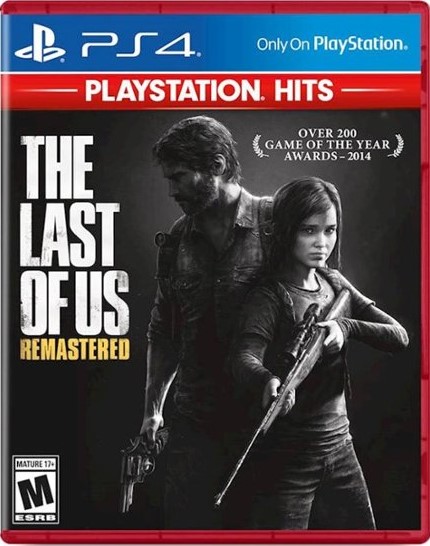 PS4
Only On PlayStation®
PLAYSTATION® HITS
OVER 200
GAME OF THE YEAR
AWARDS – 2014
THE
LAST
OF US
REMASTERED
MATURE 17+
M
ESRB